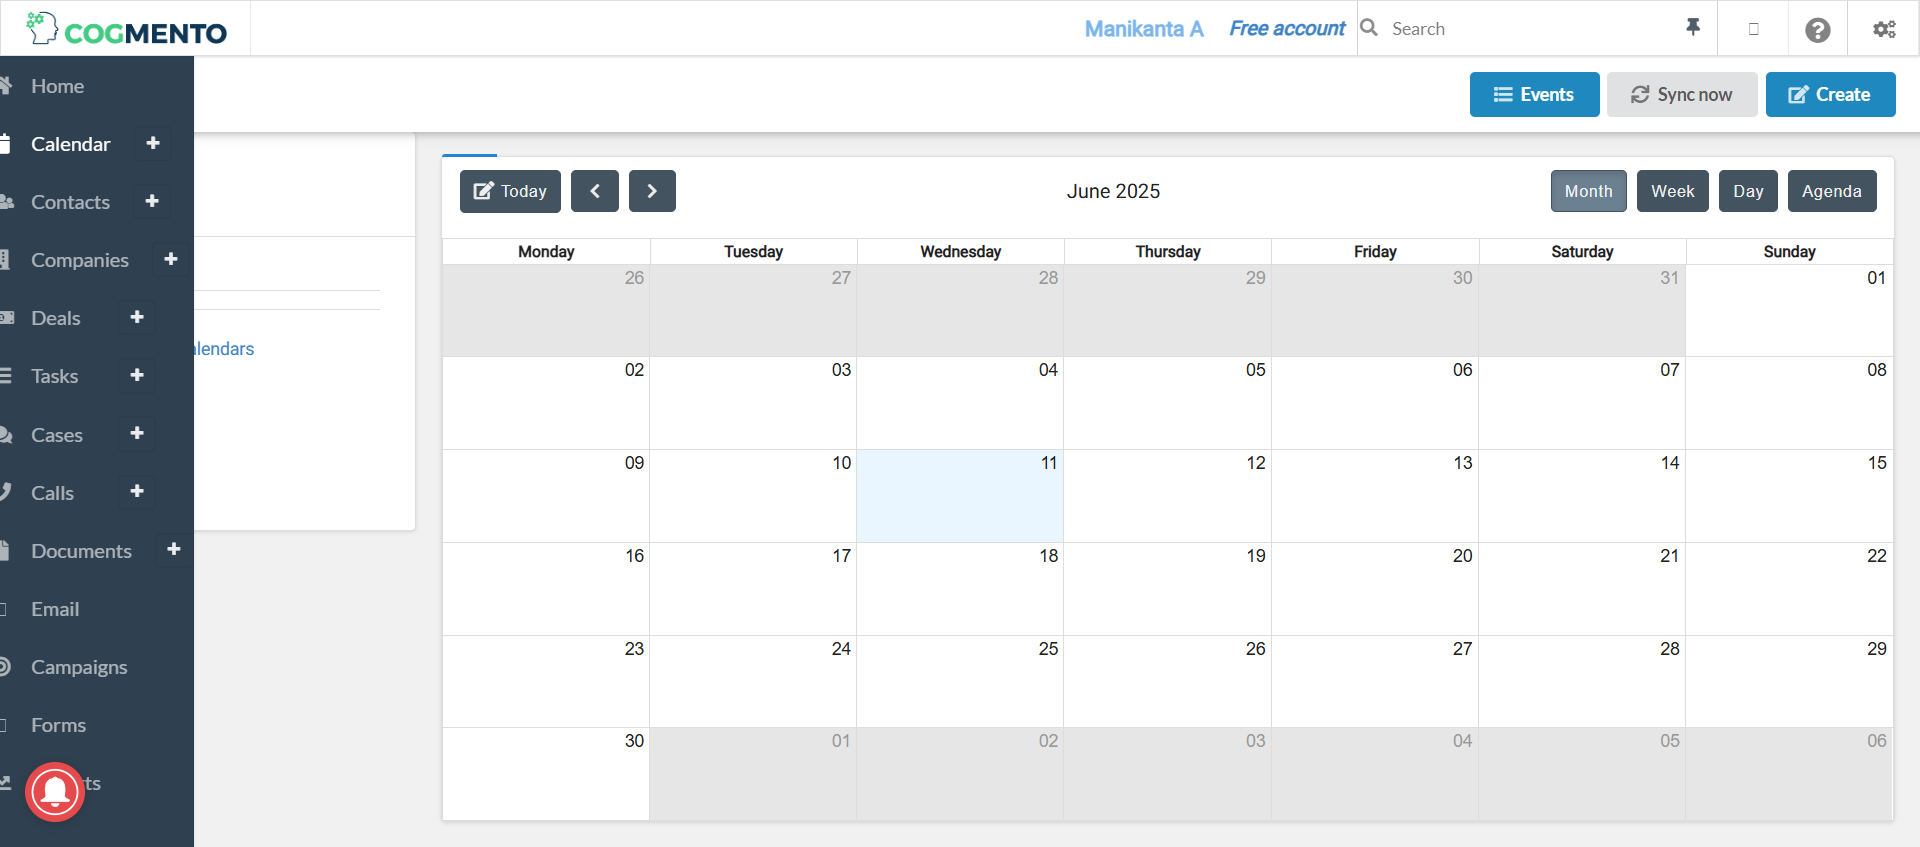 COGMENTO
Manikanta A Free account Search
Events Sync now Create
Home
Calendar
Contacts
Companies
Deals
Tasks
Cases
Calls
Documents
Email
Campaigns
Forms
ts
lendars
Today June 2025 Month Week Day Agenda
Monday Tuesday Wednesday Thursday Friday Saturday Sunday
26 27 28 29 30 31 01
02 03 04 05 06 07 08
09 10 11 12 13 14 15
16 17 18 19 20 21 22
23 24 25 26 27 28 29
30 01 02 03 04 05 06